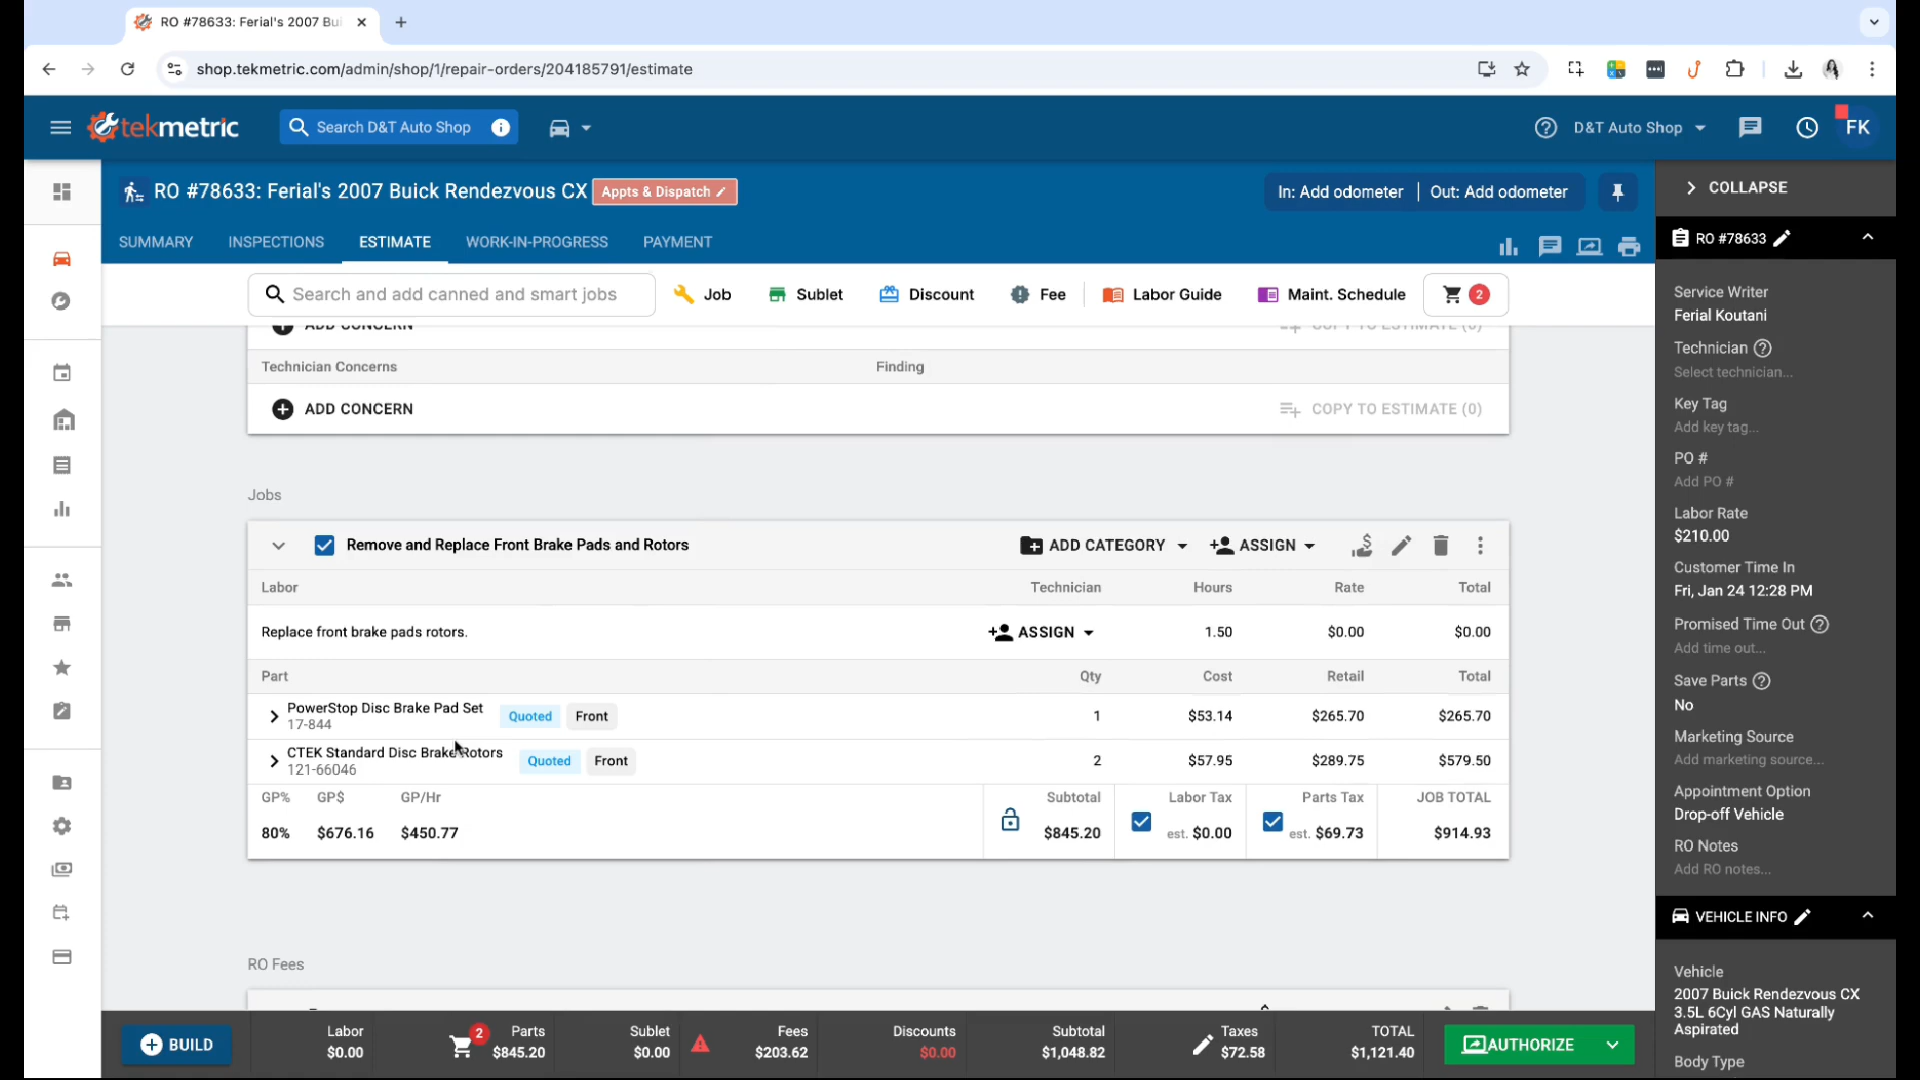 RO #78633: Ferial's 2007 Bui
shop.tekmetric.com/admin/shop/1/repair-orders/204185791/estimate
tekmetric
Search D&T Auto Shop
D&T Auto Shop
FK
RO #78633: Ferial's 2007 Buick Rendezvous CX
Appts & Dispatch
In: Add odometer | Out: Add odometer
SUMMARY INSPECTIONS ESTIMATE WORK-IN-PROGRESS PAYMENT
Search and add canned and smart jobs
Job Sublet Discount Fee Labor Guide Maint. Schedule 2
ADD CONCERN COPY TO ESTIMATE (0)
Technician Concerns Finding
ADD CONCERN COPY TO ESTIMATE (0)
Jobs
Remove and Replace Front Brake Pads and Rotors ADD CATEGORY ASSIGN
Labor Technician Hours Rate Total
Replace front brake pads rotors. ASSIGN 1.50 $0.00 $0.00
Part Qty Cost Retail Total
PowerStop Disc Brake Pad Set Quoted Front 1 $53.14 $265.70 $265.70
17-844
CTEK Standard Disc Brake Rotors Quoted Front 2 $57.95 $289.75 $579.50
121-66046
GP% GP$ GP/Hr Subtotal Labor Tax Parts Tax JOB TOTAL
80% $676.16 $450.77 $845.20 est. $0.00 est. $69.73 $914.93
RO Fees
BUILD
Labor 2 Parts Sublet Fees Discounts Subtotal Taxes TOTAL
$0.00 $845.20 $0.00 $203.62 $0.00 $1,048.82 $72.58 $1,121.40
AUTHORIZE
COLLAPSE
RO #78633
Service Writer
Ferial Koutani
Technician
Select technician...
Key Tag
Add key tag...
PO #
Add PO #
Labor Rate
$210.00
Customer Time In
Fri, Jan 24 12:28 PM
Promised Time Out
Add time out...
Save Parts
No
Marketing Source
Add marketing source...
Appointment Option
Drop-off Vehicle
RO Notes
Add RO notes...
VEHICLE INFO
Vehicle
2007 Buick Rendezvous CX
3.5L 6Cyl GAS Naturally
Aspirated
Body Type